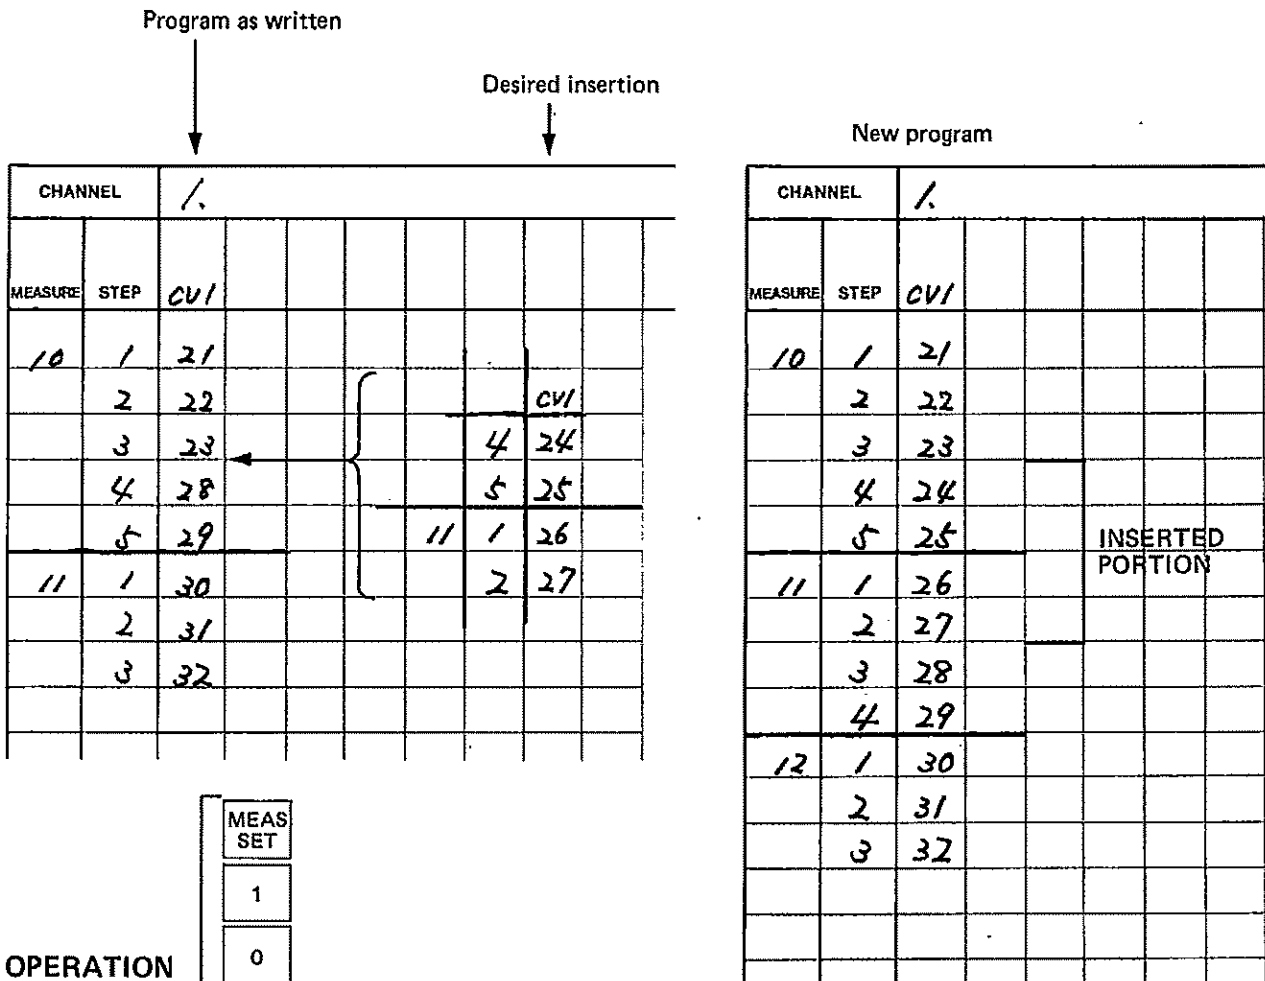 Program as written
Desired insertion
CHANNEL 1.
MEASURE STEP CV1
10 1 21
2 22
3 23
4 28
5 29
11 1 30
2 31
3 32
CV1
4 24
5 25
11 1 26
2 27
New program
CHANNEL 1.
MEASURE STEP CV1
10 1 21
2 22
3 23
4 24
5 25
11 1 26
2 27
3 28
4 29
12 1 30
2 31
3 32
INSERTED
PORTION
OPERATION
MEAS
SET
1
0